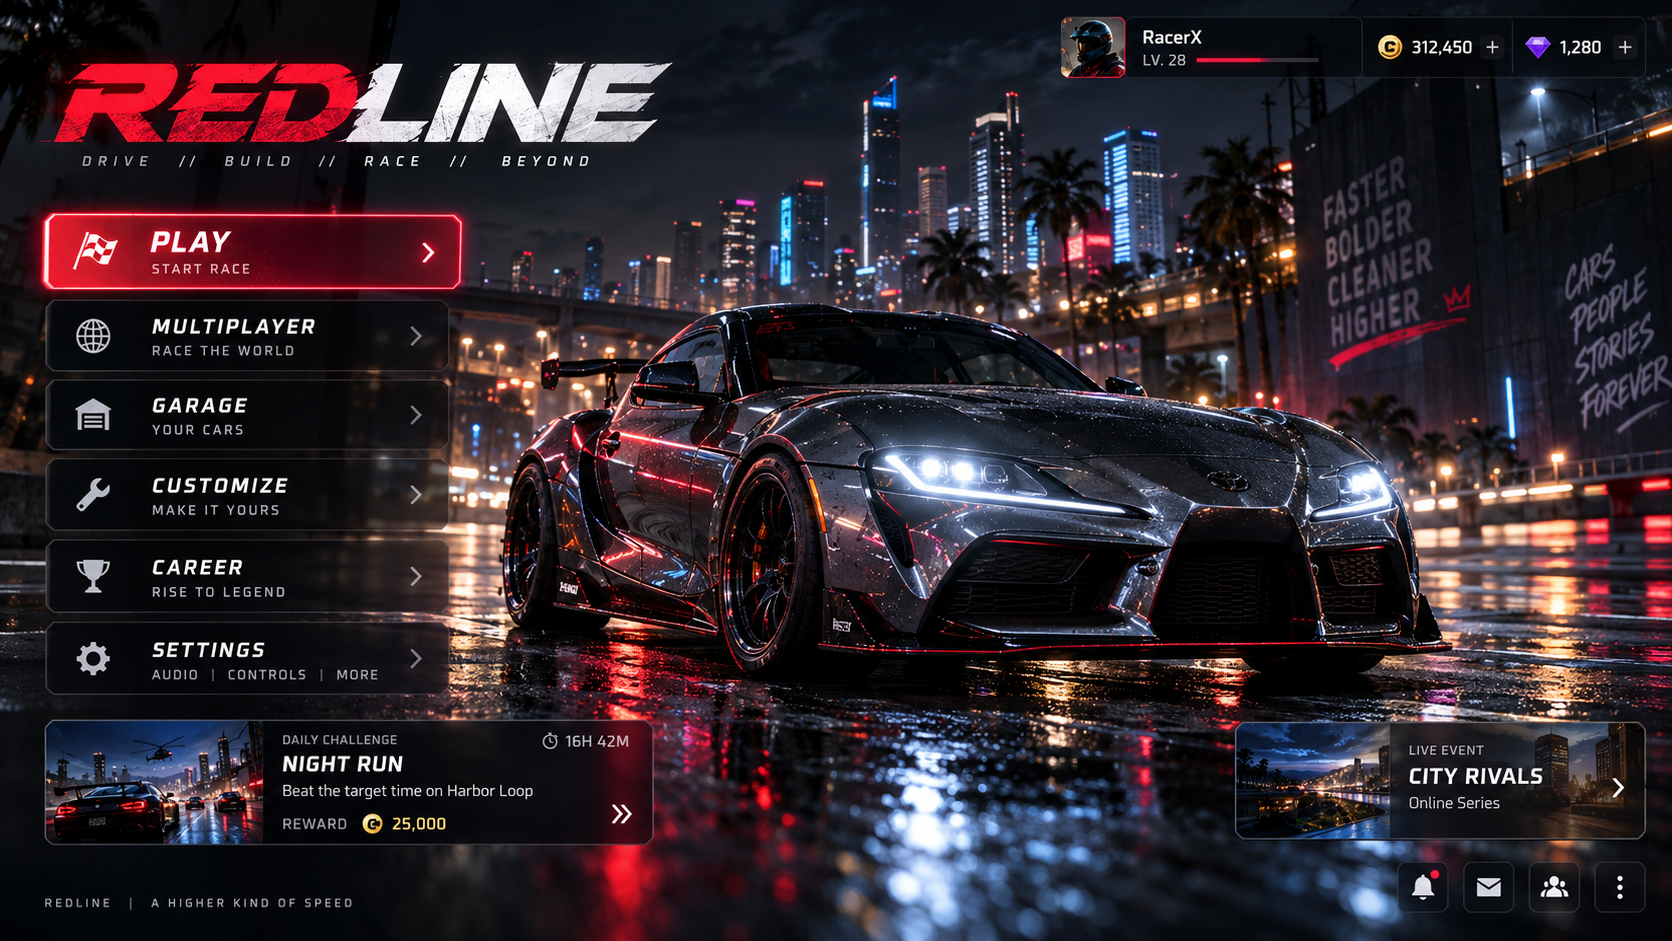 REDLINE
DRIVE // BUILD // RACE // BEYOND
RacerX
LV. 28
312,450 +
1,280 +
PLAY
START RACE
MULTIPLAYER
RACE THE WORLD
GARAGE
YOUR CARS
CUSTOMIZE
MAKE IT YOURS
CAREER
RISE TO LEGEND
SETTINGS
AUDIO | CONTROLS | MORE
FASTER
BOLDER
CLEANER
HIGHER
CARS
PEOPLE
STORIES
FOREVER
DAILY CHALLENGE
16H 42M
NIGHT RUN
Beat the target time on Harbor Loop
REWARD C 25,000
LIVE EVENT
CITY RIVALS
Online Series
REDLINE | A HIGHER KIND OF SPEED